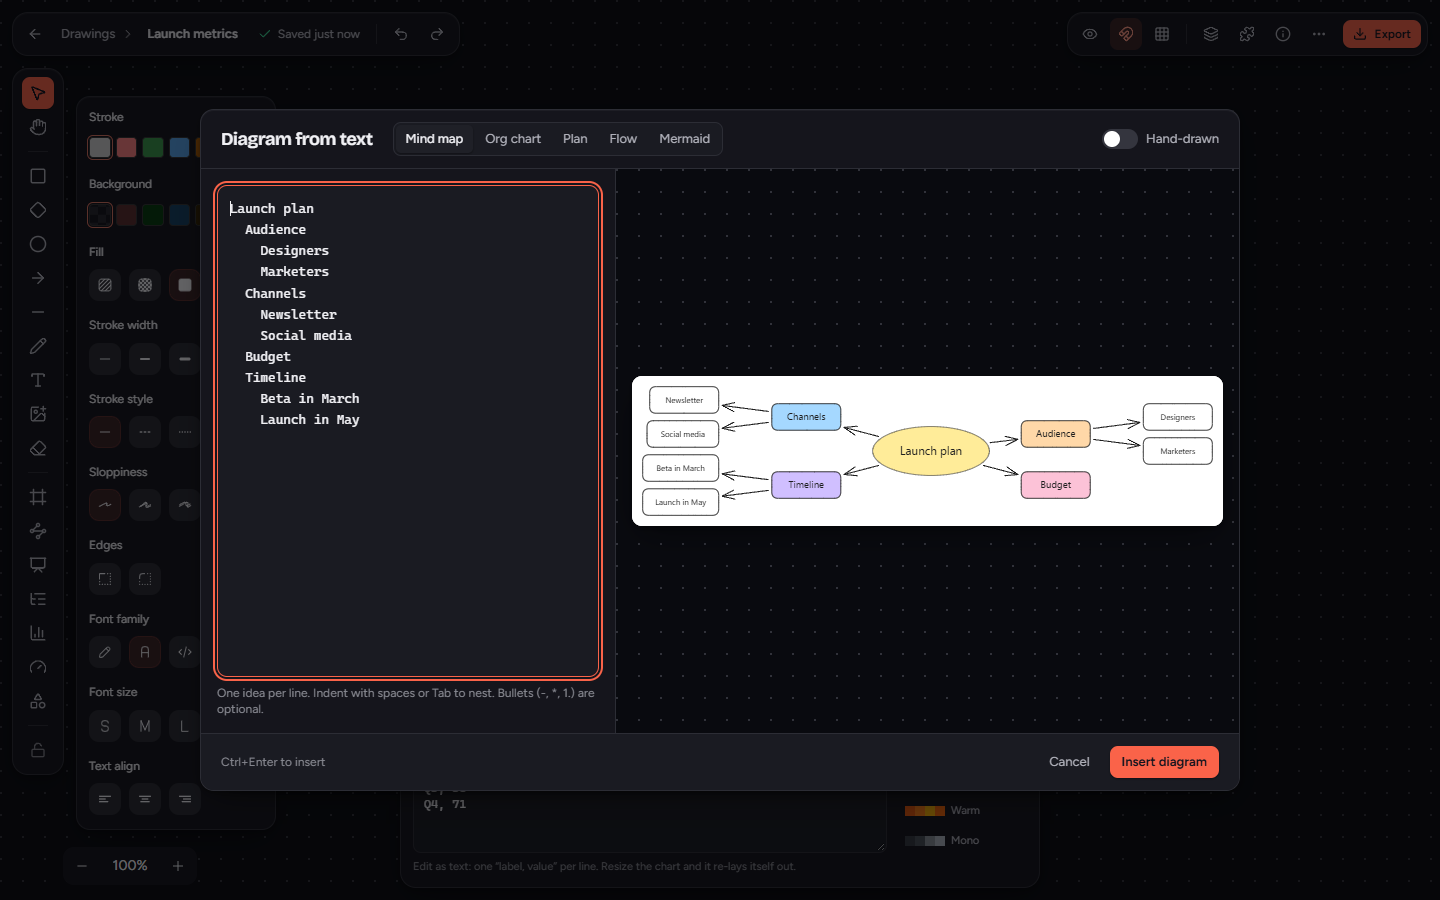 Drawings
Launch metrics
Saved just now
Export
Stroke
Background
Fill
Stroke width
Stroke style
Sloppiness
Edges
Font family
Font size
S M L
Text align
100%
Diagram from text
Mind map Org chart Plan Flow Mermaid
Hand-drawn
Launch plan
Audience
Designers
Marketers
Channels
Newsletter
Social media
Budget
Timeline
Beta in March
Launch in May
One idea per line. Indent with spaces or Tab to nest. Bullets (-, *, 1.) are
optional.
Newsletter
Social media
Beta in March
Launch in May
Channels
Timeline
Launch plan
Audience
Budget
Designers
Marketers
Ctrl+Enter to insert
Cancel
Insert diagram
Q4, 71
Warm
Mono
Edit as text: one "label, value" per line. Resize the chart and it re-lays itself out.